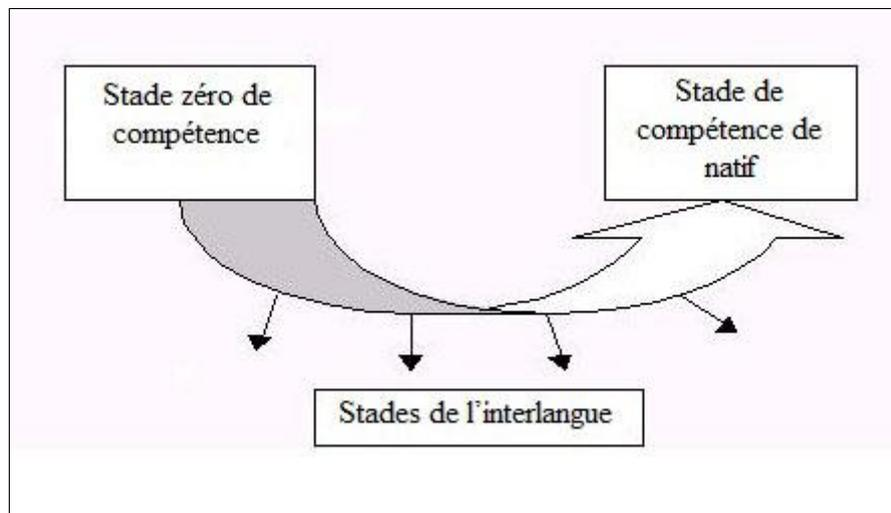 Stade zéro de
compétence
Stade de
compétence de
natif
Stades de l'interlangue